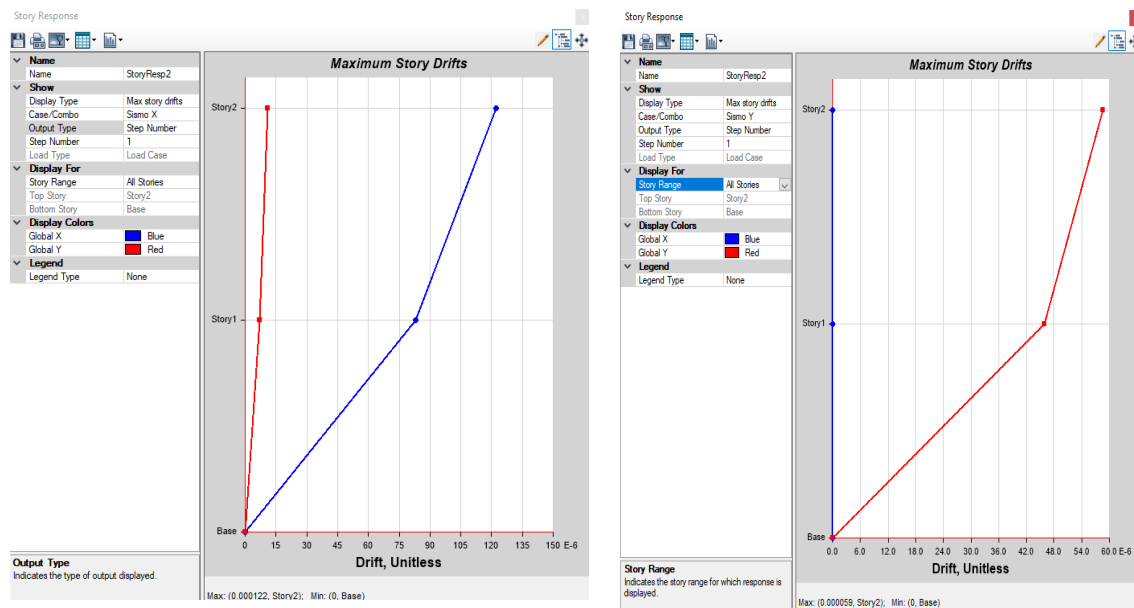 Story Response
Name
Name StoryResp2
Show
Display Type Max story drifts
Case/Combo Sismo X
Output Type Step Number
Step Number 1
Load Type Load Case
Display For
Story Range All Stories
Top Story Story2
Bottom Story Base
Display Colors
Global X Blue
Global Y Red
Legend
Legend Type None
Output Type
Indicates the type of output displayed.
Maximum Story Drifts
Story2
Story1
Base
0 15 30 45 60 75 90 105 120 135 150 E-6
Drift, Unitless
Max: (0.000122, Story2); Min: (0, Base)
Story Response
Name
Name StoryResp2
Show
Display Type Max story drifts
Case/Combo Sismo Y
Output Type Step Number
Step Number 1
Load Type Load Case
Display For
Story Range All Stories
Top Story Story2
Bottom Story Base
Display Colors
Global X Blue
Global Y Red
Legend
Legend Type None
Story Range
Indicates the story range for which response is
displayed.
Maximum Story Drifts
Story2
Story1
Base
0.0 6.0 12.0 18.0 24.0 30.0 36.0 42.0 48.0 54.0 60.0 E-6
Drift, Unitless
Max: (0.000059, Story2); Min: (0, Base)